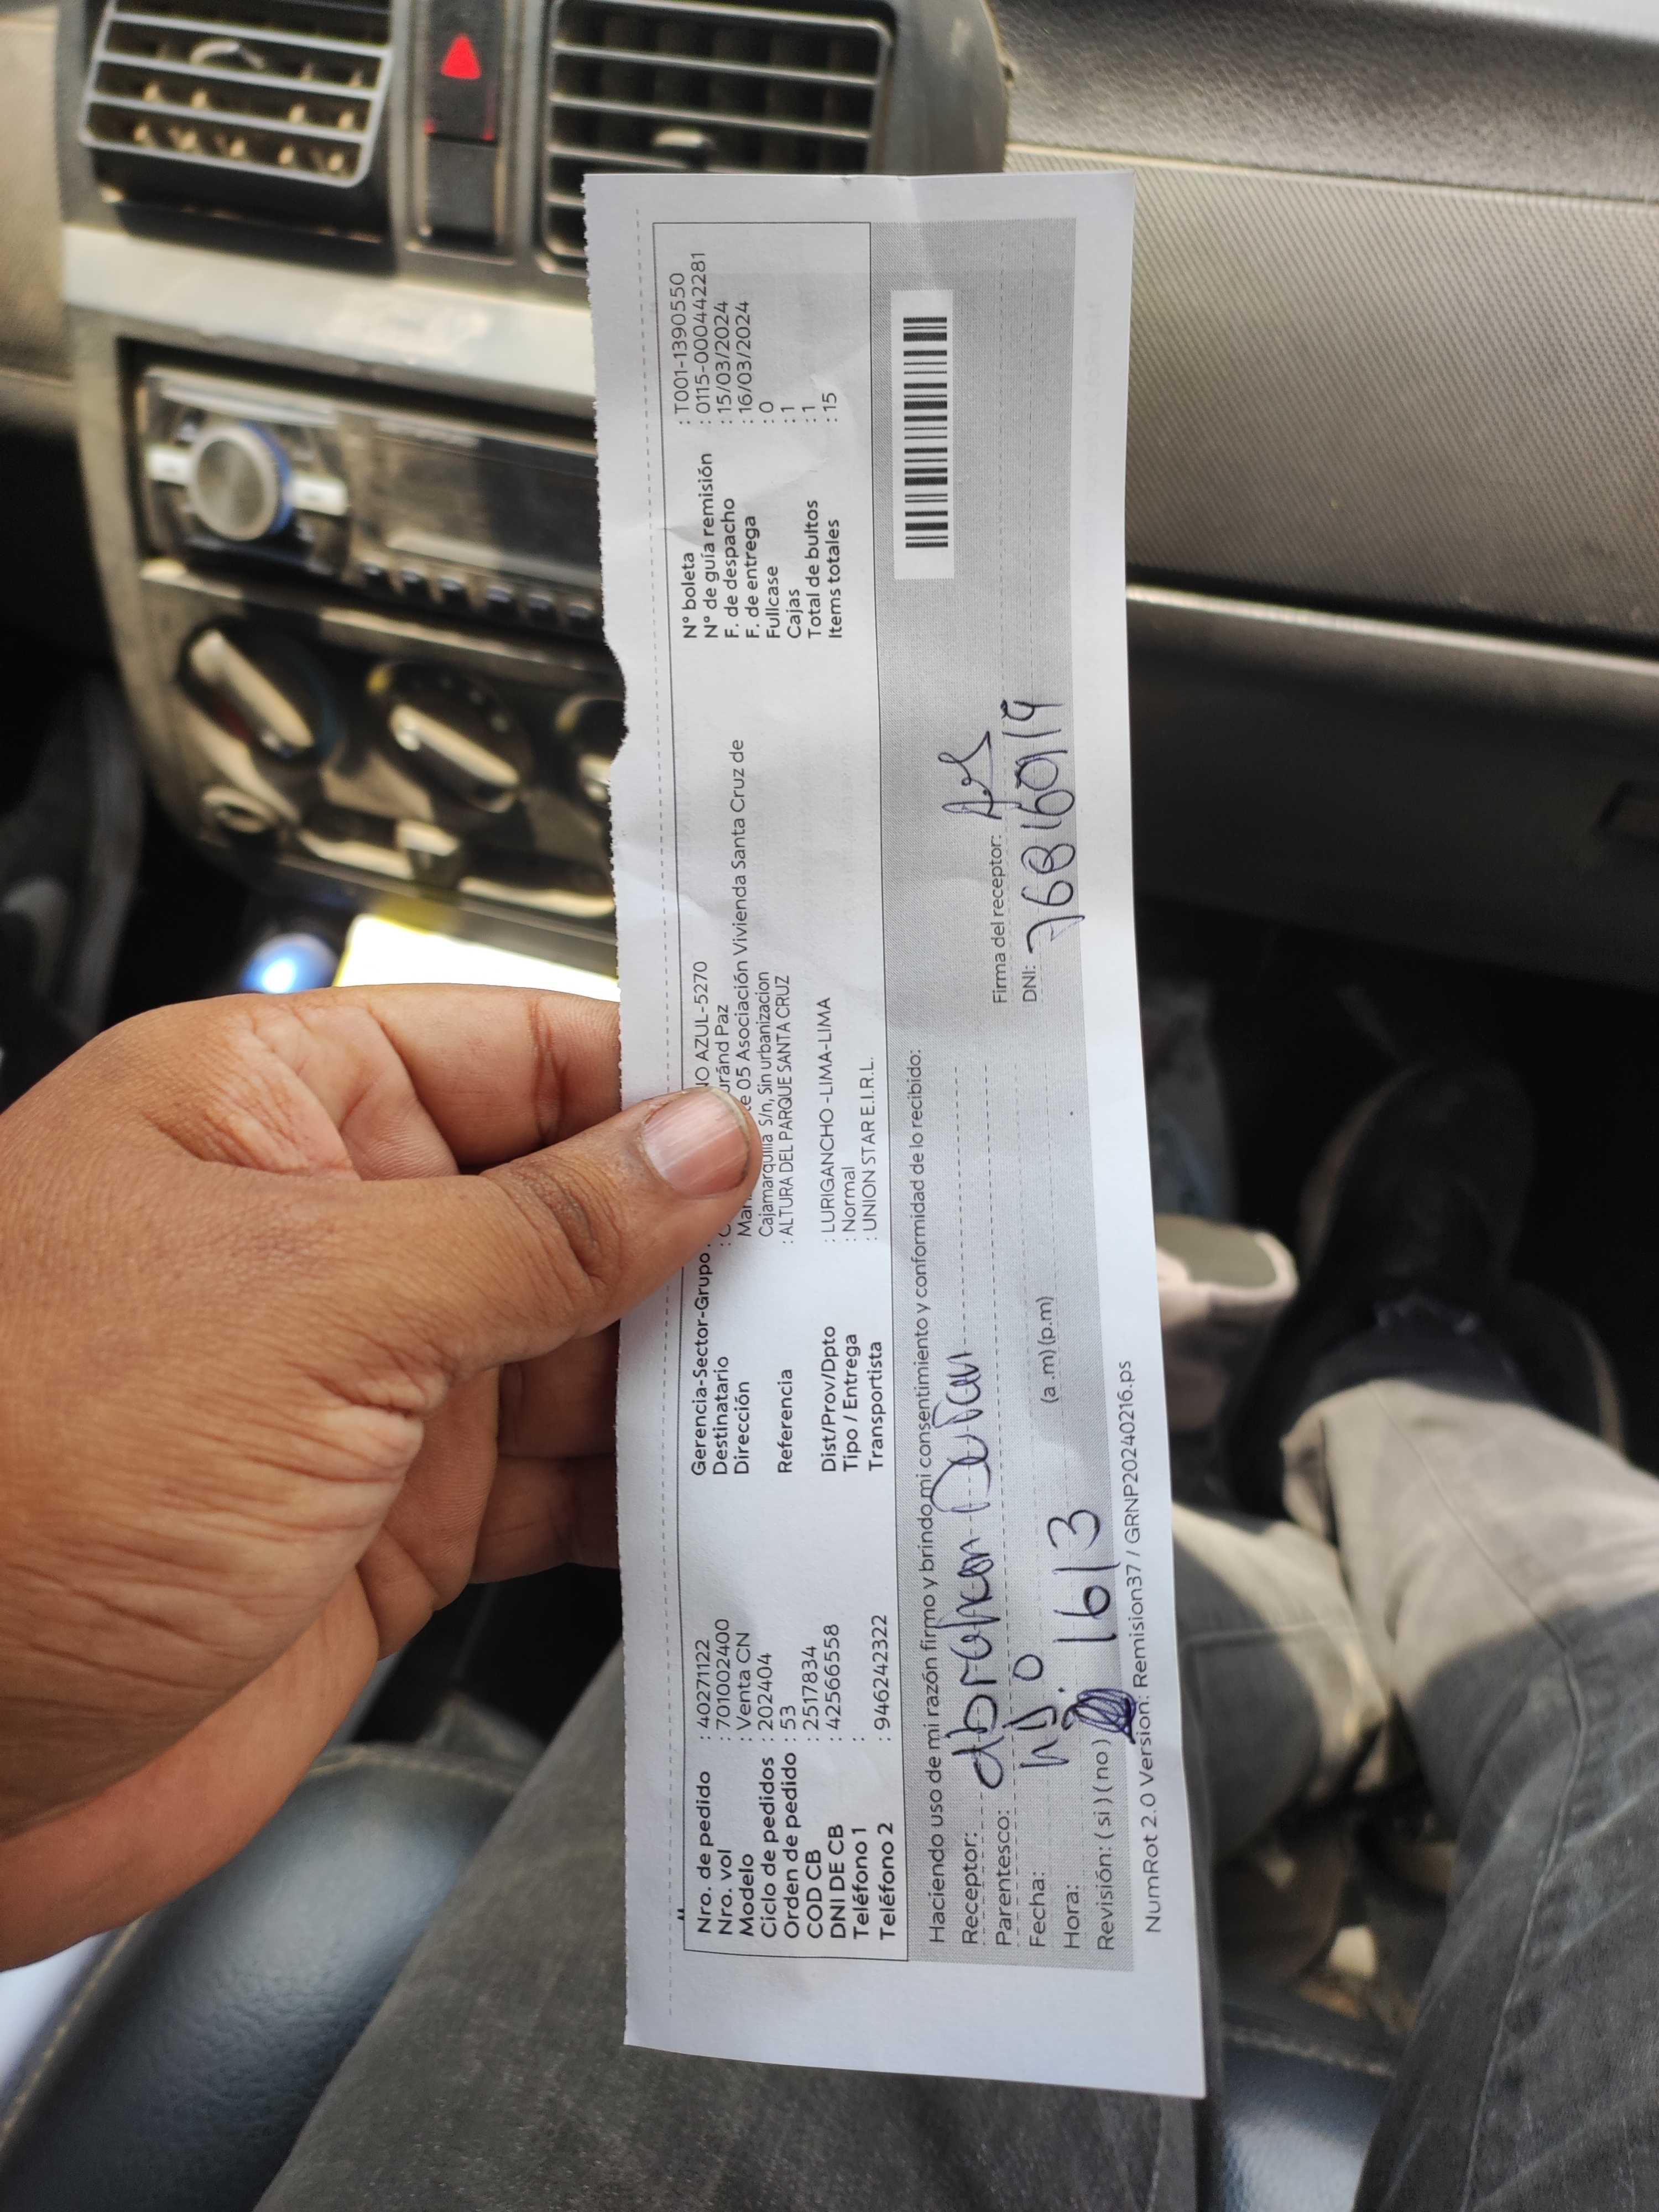 Nro. de pedido : 40271122
Nro. vol : 701002400
Modelo : Venta CN
Ciclo de pedidos : 202404
Orden de pedido : 53
COD CB : 2517834
DNI DE CB : 42566558
Teléfono 1 :
Teléfono 2 : 946242322
Gerencia-Sector-Grupo : NO AZUL-5270
Destinatario : Paz
Dirección 05 Asociación Vivienda Santa Cruz de
Cajamarquilla S/n, Sin urbanizacion
Referencia : ALTURA DEL PARQUE SANTA CRUZ
Dist/Prov/Dpto : LURIGANCHO -LIMA-LIMA
Tipo / Entrega : Normal
Transportista : UNION STAR E.I.R.L.
N° boleta : T001-1390550
N° de guía remisión : 0115-0000442281
F. de despacho : 15/03/2024
F. de entrega : 16/03/2024
Fullcase : 0
Cajas : 1
Total de bultos : 1
Items totales : 15
Haciendo uso de mi razón firmo y brindo mi consentimiento y conformidad de lo recibido:
Receptor: abraham Duran
Parentesco:
Fecha:
Hora: (a.m) (p.m)
Revisión: ( si ) ( no ) 16/3
Firma del receptor:
DNI: 76816019
NumRot 2.0 Version: Remision37 / GRNP20240216.ps